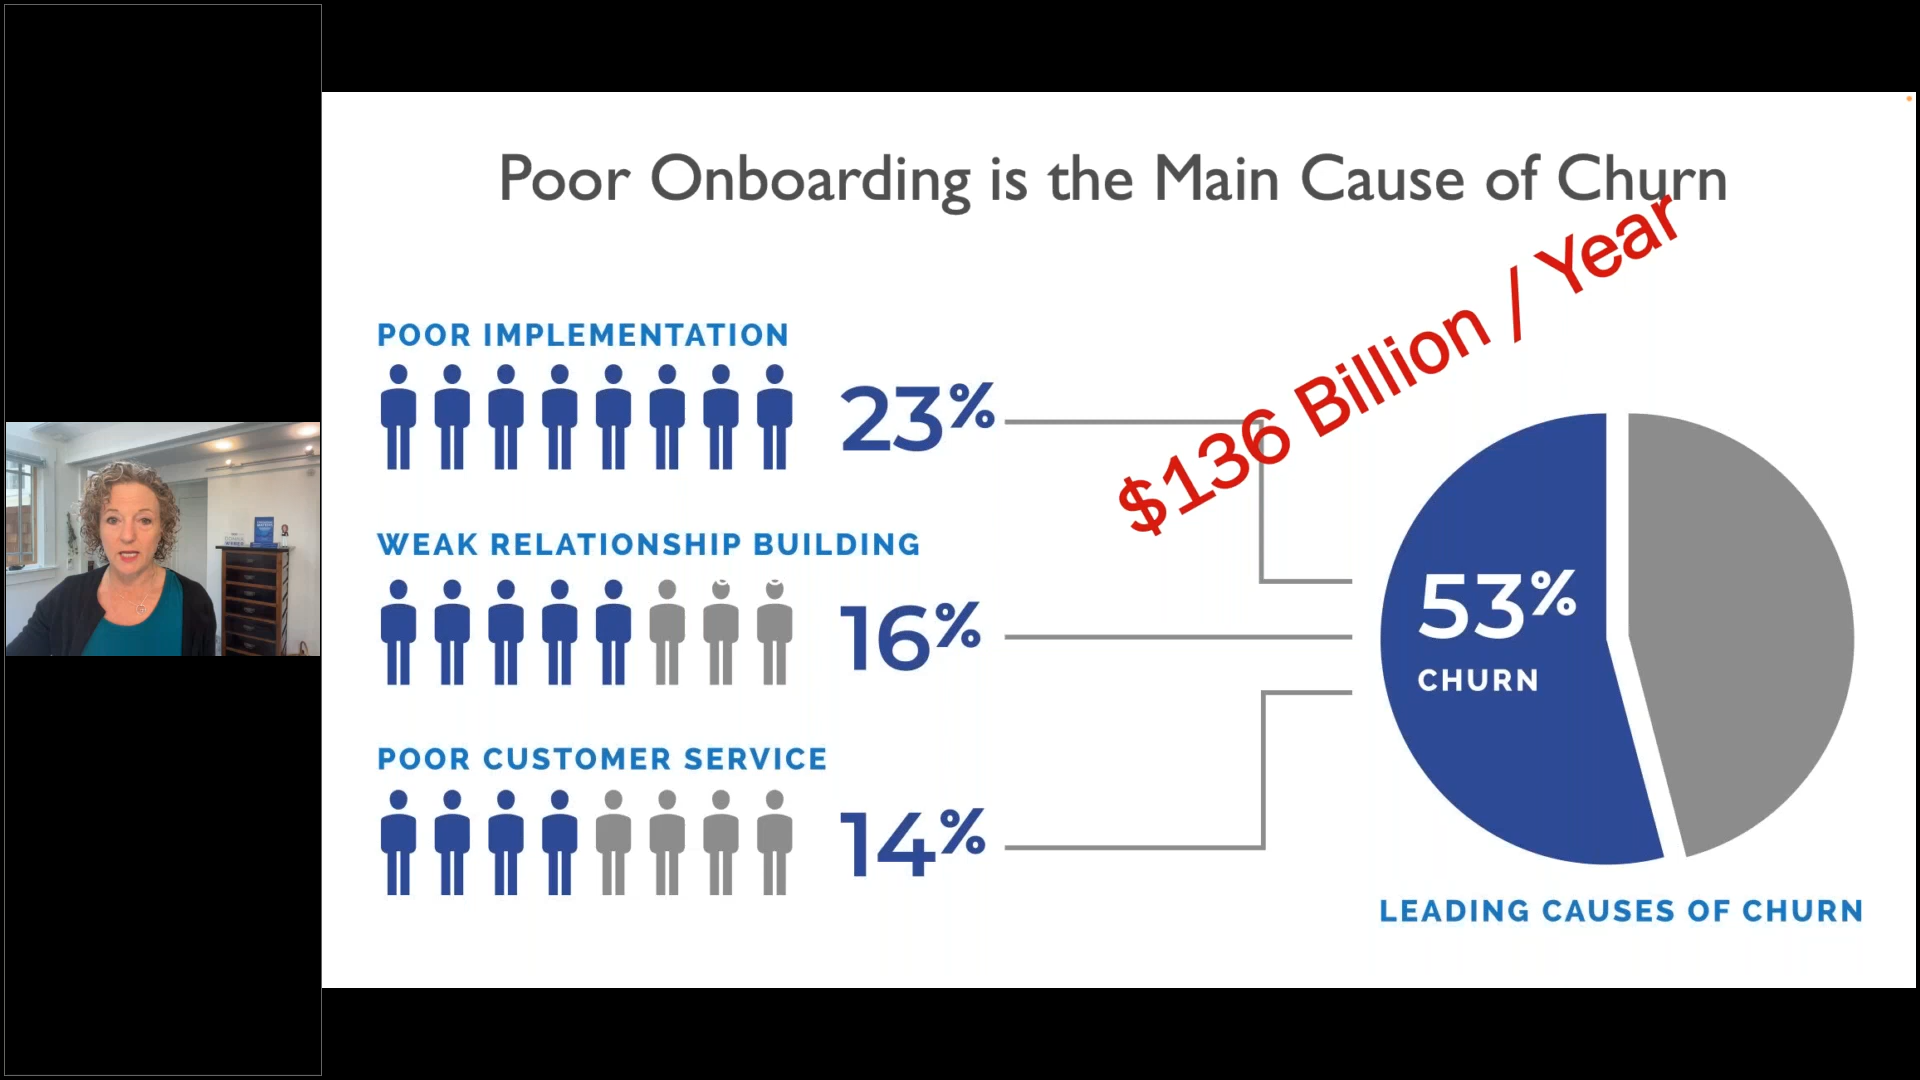 Poor Onboarding is the Main Cause of Churn
$136 Billion / Year
POOR IMPLEMENTATION
23%
WEAK RELATIONSHIP BUILDING
16%
POOR CUSTOMER SERVICE
14%
53%
CHURN
LEADING CAUSES OF CHURN